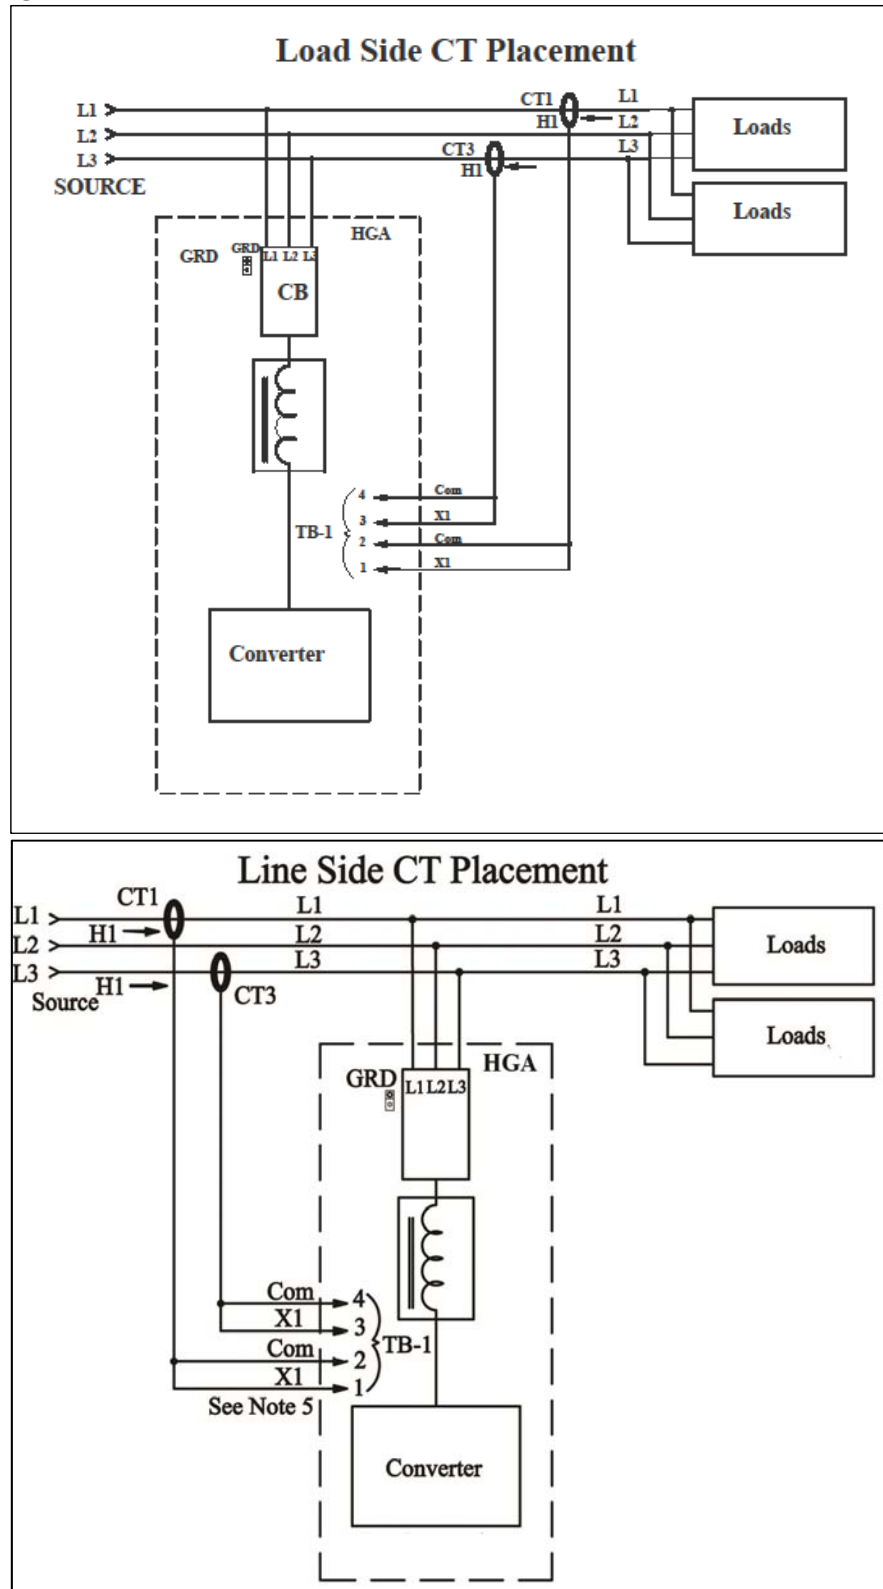 Load Side CT Placement
CT1 L1
L1
H1 L2
L2
CT3 L3
L3 H1
SOURCE
Loads
Loads
HGA
GRD GRD
L1 L2 L3
CB
4 Com
3 X1
TB-1
2 Com
1 X1
Converter
Line Side CT Placement
CT1
L1 L1 L1
H1
L2 L2 L2
L3 L3 L3
H1
Source
CT3
Loads
Loads
HGA
GRD
L1 L2 L3
Com 4
X1 3
TB-1
Com 2
X1 1
See Note 5
Converter